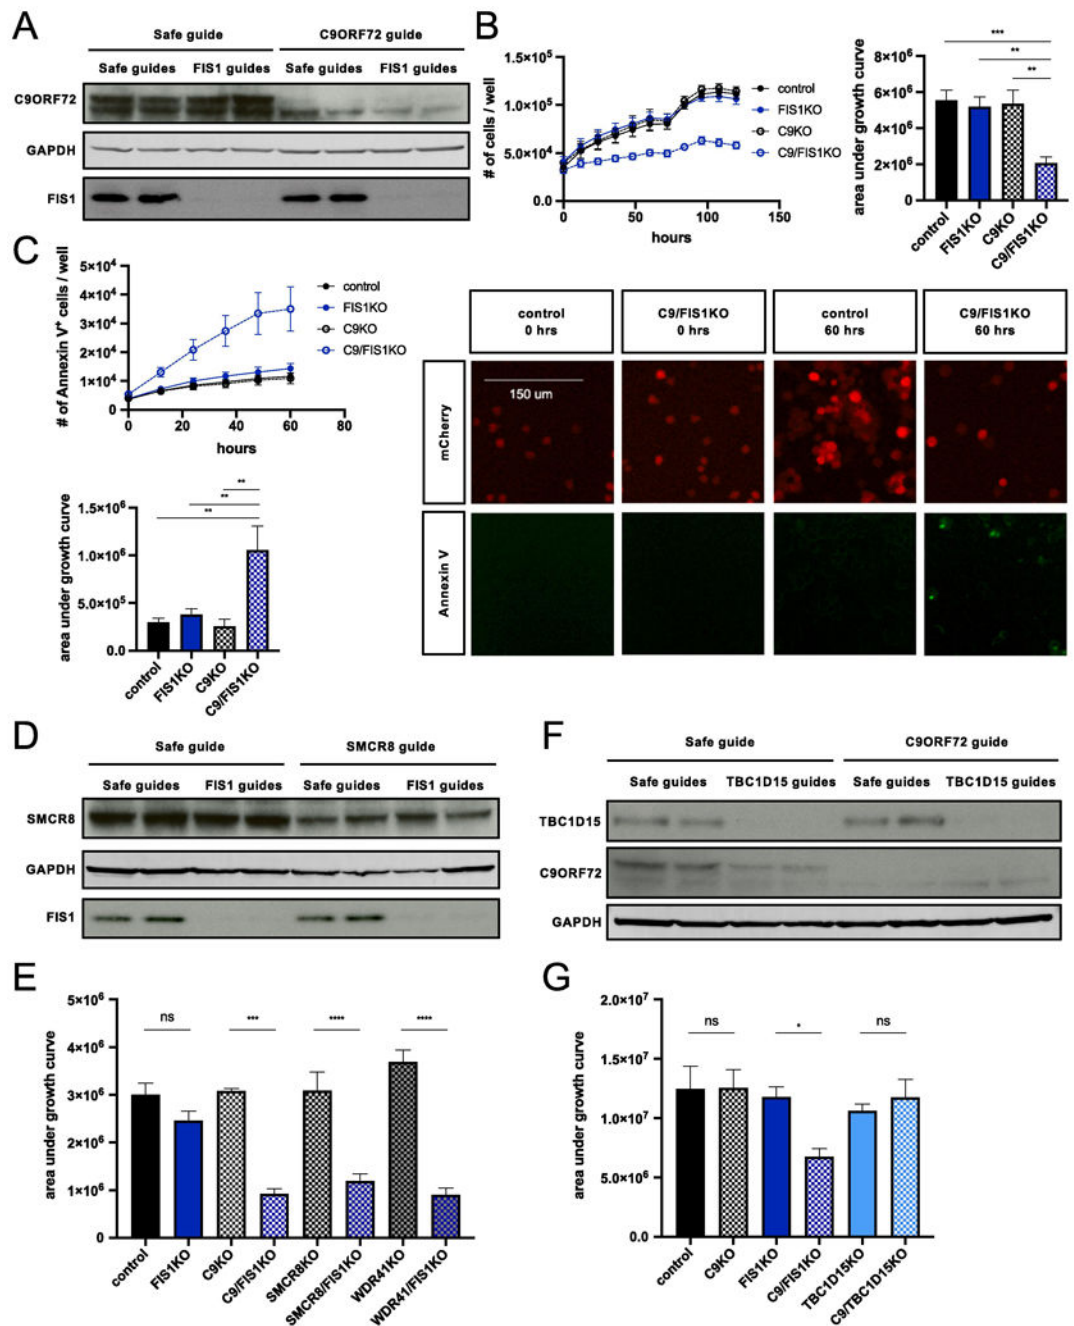 A
Safe guide
C9ORF72 guide
Safe guides
FIS1 guides
Safe guides
FIS1 guides
C9ORF72
GAPDH
FIS1
B
# of cells / well
1.5×10⁵
1.0×10⁵
5.0×10⁴
0.0
0
50
100
150
hours
control
FIS1KO
C9KO
C9/FIS1KO
area under growth curve
8×10⁶
6×10⁶
4×10⁶
2×10⁶
0
***
**
**
control
FIS1KO
C9KO
C9/FIS1KO
C
# of Annexin V⁺ cells / well
5×10⁴
4×10⁴
3×10⁴
2×10⁴
1×10⁴
0
0
20
40
60
80
hours
control
FIS1KO
C9KO
C9/FIS1KO
area under growth curve
1.5×10⁶
1.0×10⁶
5.0×10⁵
0.0
**
**
**
control
FIS1KO
C9KO
C9/FIS1KO
control
0 hrs
C9/FIS1KO
0 hrs
control
60 hrs
C9/FIS1KO
60 hrs
mCherry
150 um
Annexin V
D
Safe guide
SMCR8 guide
Safe guides
FIS1 guides
Safe guides
FIS1 guides
SMCR8
GAPDH
FIS1
F
Safe guide
C9ORF72 guide
Safe guides
TBC1D15 guides
Safe guides
TBC1D15 guides
TBC1D15
C9ORF72
GAPDH
E
area under growth curve
5×10⁶
4×10⁶
3×10⁶
2×10⁶
1×10⁶
0
ns
***
****
****
control
FIS1KO
C9KO
C9/FIS1KO
SMCR8KO
SMCR8/FIS1KO
WDR41KO
WDR41/FIS1KO
G
area under growth curve
2.0×10⁷
1.5×10⁷
1.0×10⁷
5.0×10⁶
0.0
ns
*
ns
control
C9KO
FIS1KO
C9/FIS1KO
TBC1D15KO
C9/TBC1D15KO